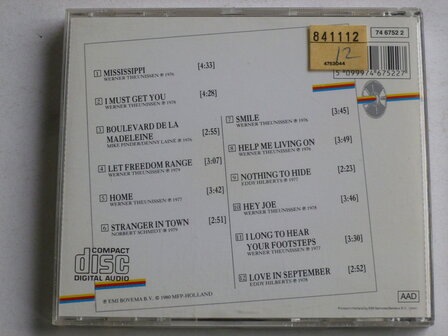 841112
12
4753044
74 6752 2
5 099974 675227
1 MISSISSIPPI [4:33]
WERNER THEUNISSEN ℗ 1976
2 I MUST GET YOU [4:28]
WERNER THEUNISSEN ℗ 1978
3 BOULEVARD DE LA
MADELEINE [2:55]
MIKE PINDER/DENNY LAINE ℗ 1976
4 LET FREEDOM RANGE [3:07]
WERNER THEUNISSEN ℗ 1979
5 HOME [3:42]
WERNER THEUNISSEN ℗ 1977
6 STRANGER IN TOWN [2:51]
NORBERT SCHMIDT ℗ 1979
7 SMILE [3:45]
WERNER THEUNISSEN ℗ 1976
8 HELP ME LIVING ON [3:49]
WERNER THEUNISSEN ℗ 1976
9 NOTHING TO HIDE [2:23]
EDDY HILBERTS ℗ 1977
10 HEY JOE [3:46]
WERNER THEUNISSEN ℗ 1978
11 I LONG TO HEAR
YOUR FOOTSTEPS [3:30]
WERNER THEUNISSEN ℗ 1977
12 LOVE IN SEPTEMBER [2:52]
EDDY HILBERTS ℗ 1978
COMPACT
disc
DIGITAL AUDIO
℗ EMI BOVEMA B.V. © 1980 MFP-HOLLAND
AAD